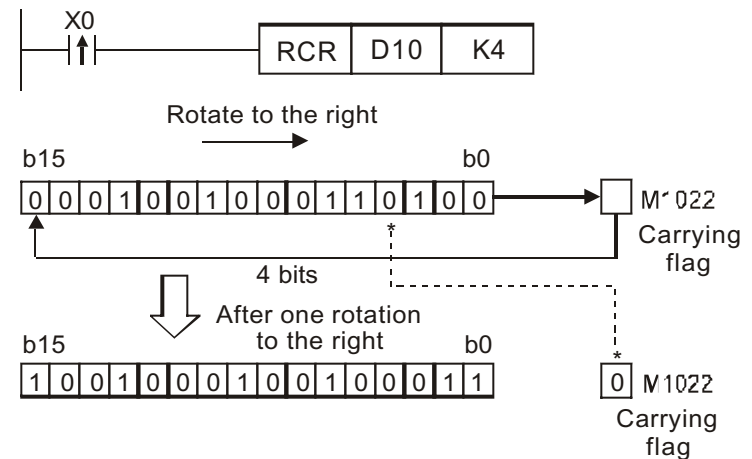 X0
RCR D10 K4
Rotate to the right
b15 b0
0 0 0 1 0 0 1 0 0 0 1 1 0 1 0 0 M1022
*
Carrying
flag
4 bits
After one rotation
to the right
b15 b0
*
1 0 0 1 0 0 0 1 0 0 1 0 0 0 1 1 0 M1022
Carrying
flag